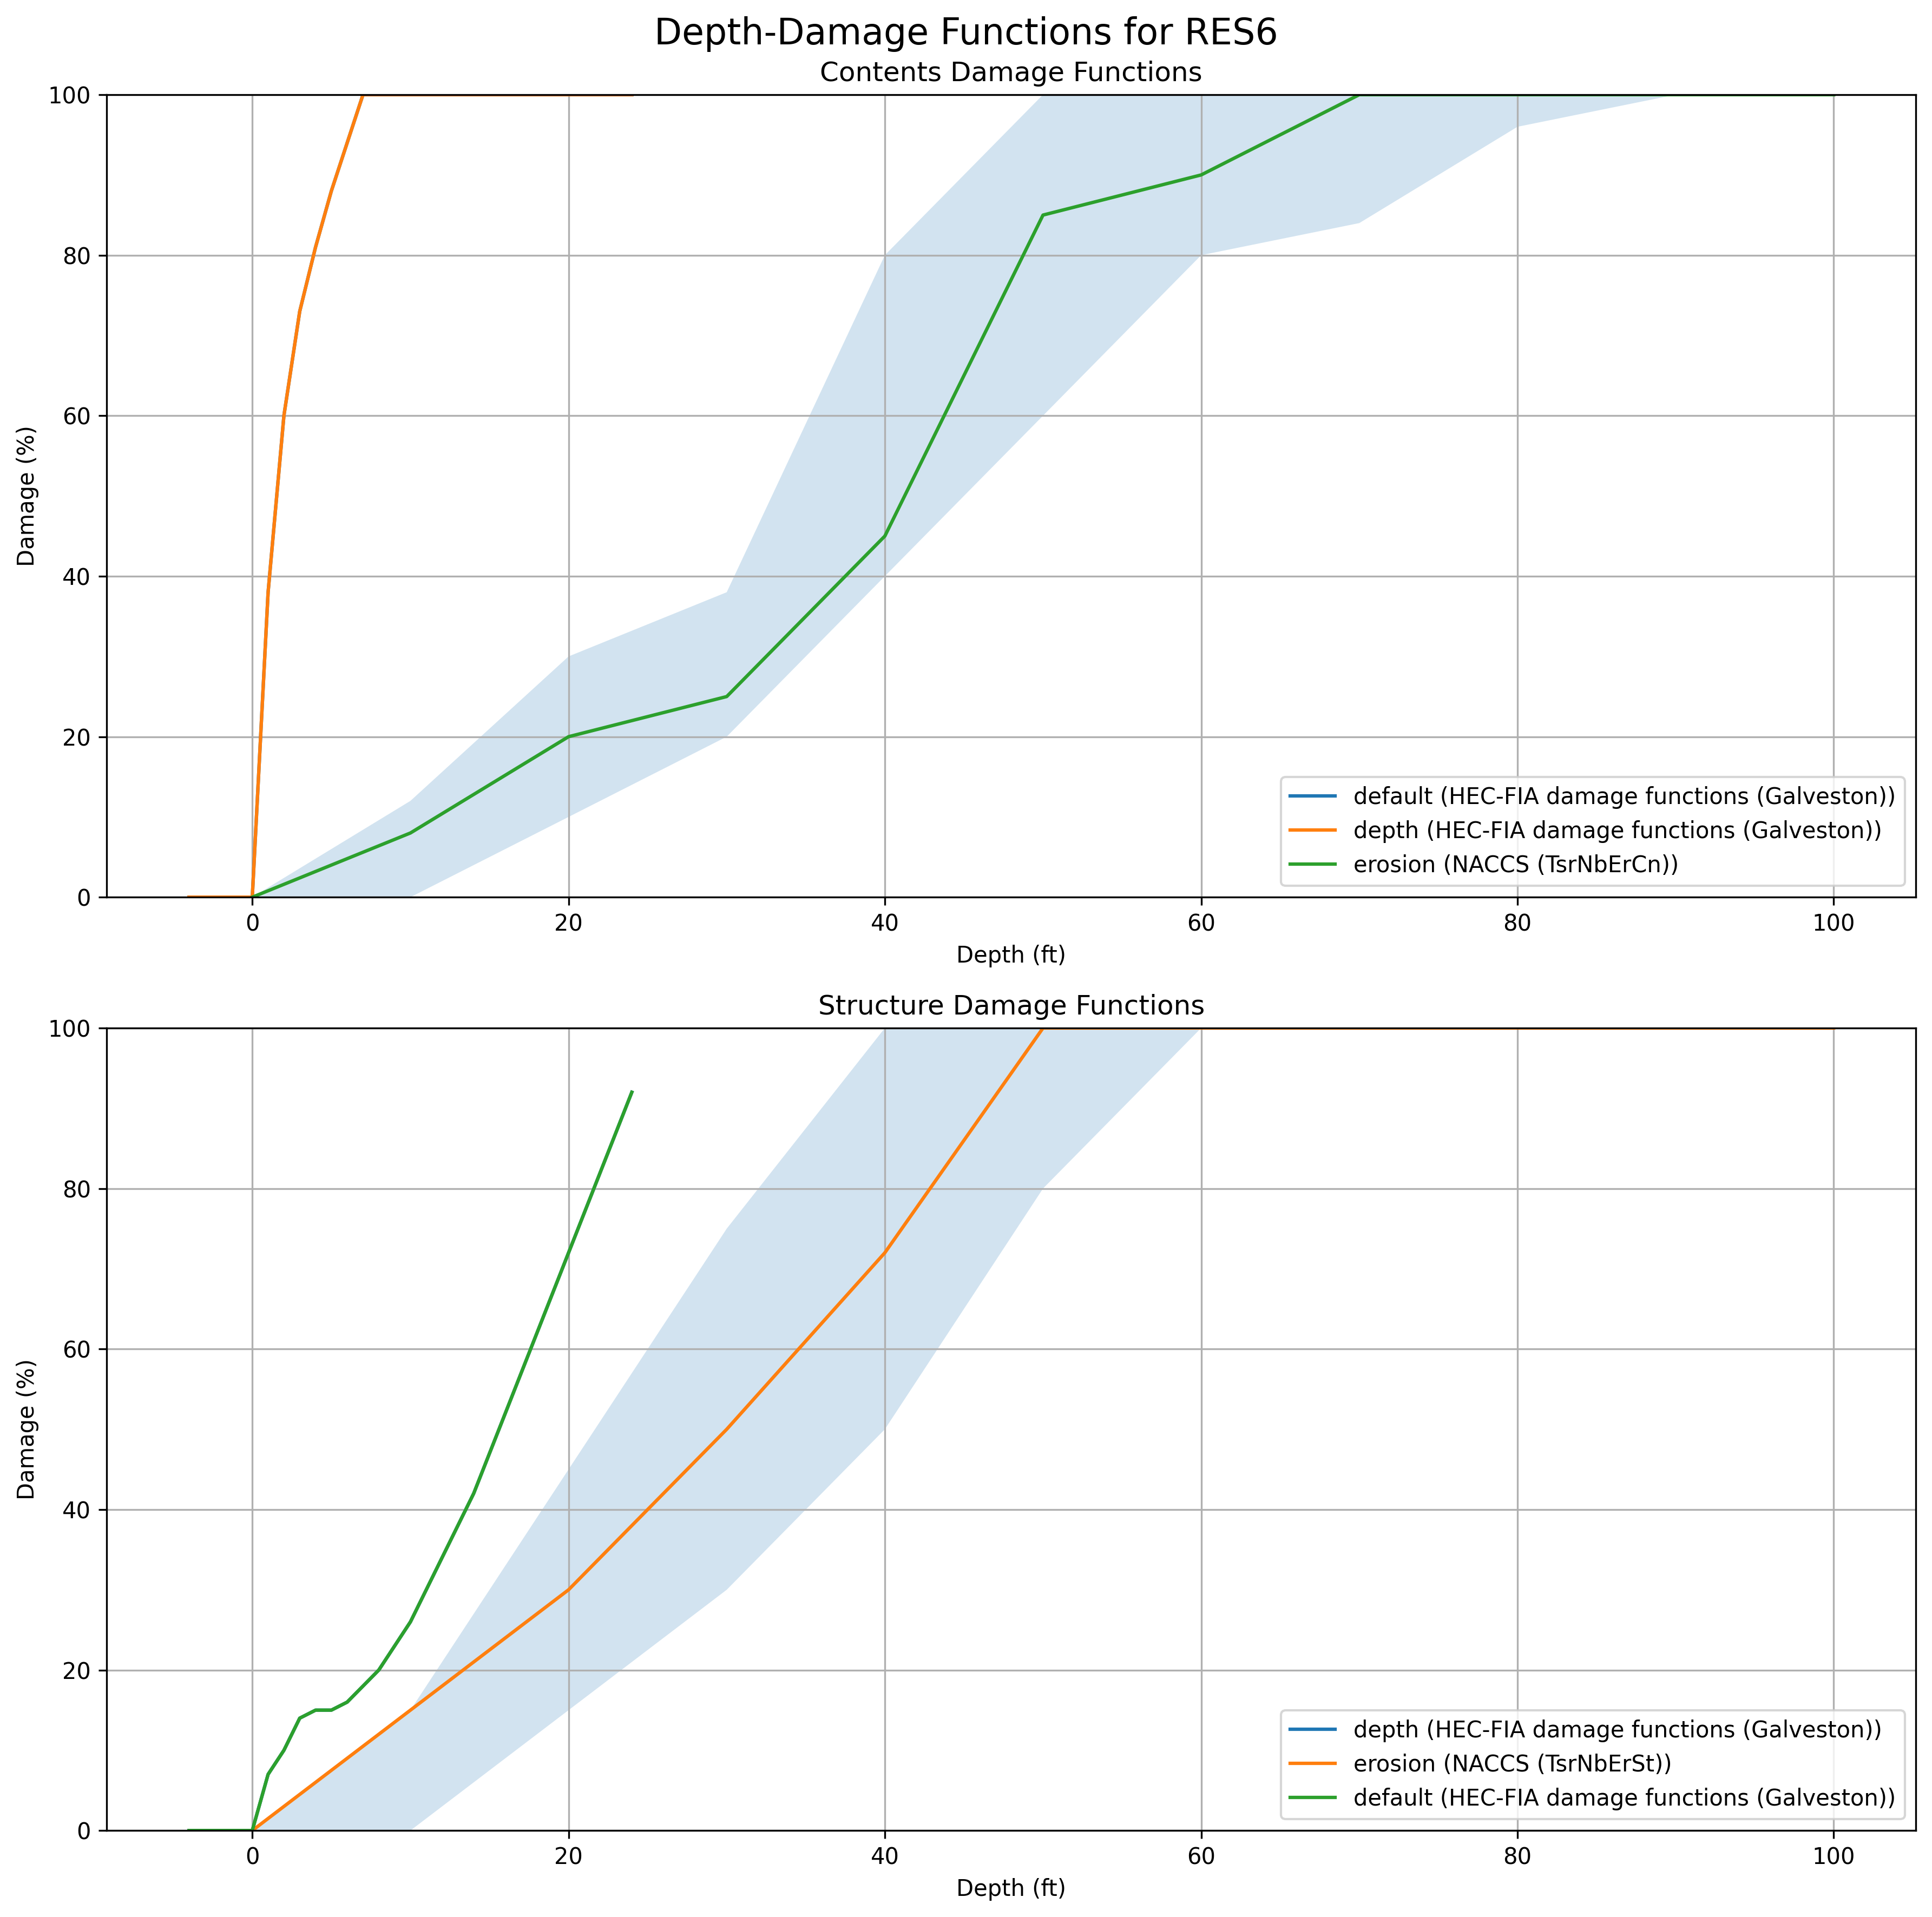 Depth-Damage Functions for RES6
Contents Damage Functions
100
80
60
40
20
0
Damage (%)
0 20 40 60 80 100
Depth (ft)
default (HEC-FIA damage functions (Galveston))
depth (HEC-FIA damage functions (Galveston))
erosion (NACCS (TsrNbErCn))
Structure Damage Functions
100
80
60
40
20
0
Damage (%)
0 20 40 60 80 100
Depth (ft)
depth (HEC-FIA damage functions (Galveston))
erosion (NACCS (TsrNbErSt))
default (HEC-FIA damage functions (Galveston))